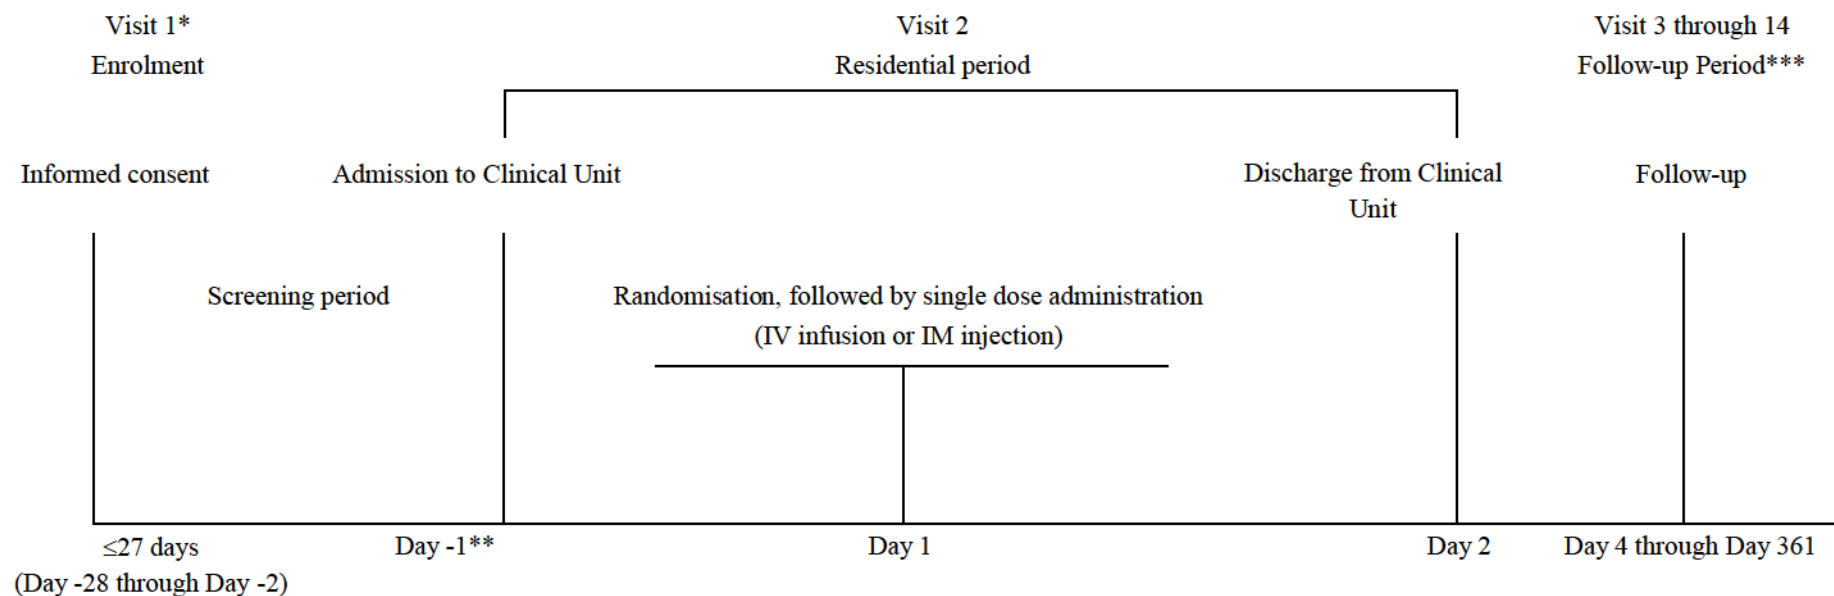 Visit 1*
Enrolment
Visit 2
Residential period
Visit 3 through 14
Follow-up Period***
Informed consent
Admission to Clinical Unit
Discharge from Clinical
Unit
Follow-up
Screening period
Randomisation, followed by single dose administration
(IV infusion or IM injection)
≤27 days
(Day -28 through Day -2)
Day -1**
Day 1
Day 2
Day 4 through Day 361